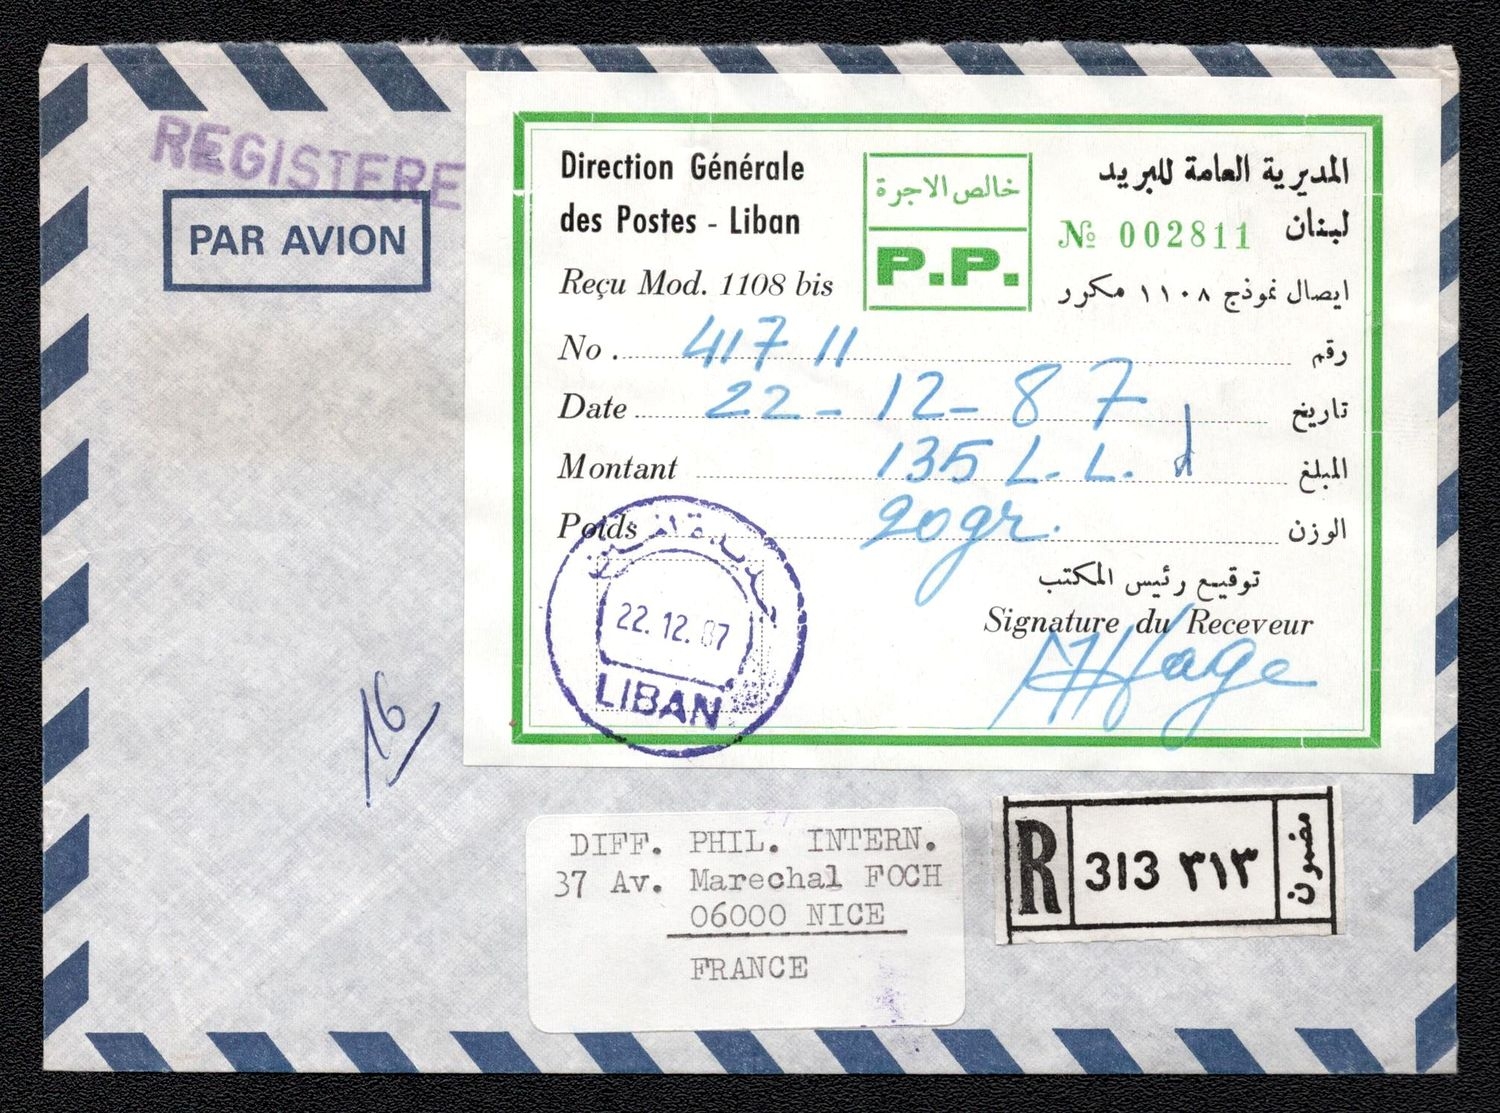 REGISTERE
PAR AVION
Direction Générale
des Postes - Liban
Reçu Mod. 1108 bis
خالص الاجرة
P.P.
المديرية العامة للبريد
لبنان
№ 002811
ايصال نموذج ١١٠٨ مكرر
No. 417 11 رقم
Date 22 - 12 - 87 تاريخ
Montant 135 L.L. المبلغ
Poids 20gr. الوزن
توقيع رئيس المكتب
Signature du Receveur
22.12.87
LIBAN
16
DIFF. PHIL. INTERN.
37 Av. Marechal FOCH
06000 NICE
FRANCE
R 313 ٣١٣ مضمون